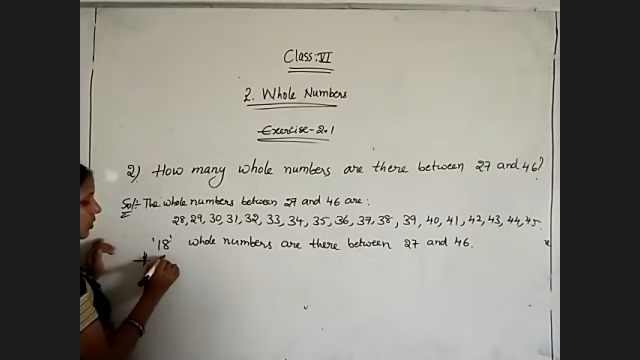 Class: VI
2. Whole Numbers
Exercise-2.1
2) How many whole numbers are there between 27 and 46?
Sol:- The whole numbers between 27 and 46 are:
28, 29, 30, 31, 32, 33, 34, 35, 36, 37, 38, 39, 40, 41, 42, 43, 44, 45.
'18' whole numbers are there between 27 and 46.